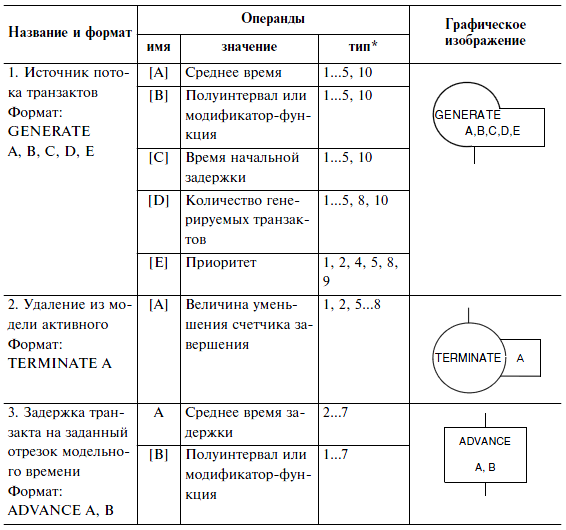 Название и формат
Операнды
Графическое
изображение
имя
значение
тип*
1. Источник пото-
ка транзактов
Формат:
GENERATE
A, B, C, D, E
[A]
Среднее время
1...5, 10
[B]
Полуинтервал или
модификатор-фун-
кция
1...5, 10
[C]
Время начальной
задержки
1...5, 10
[D]
Количество гене-
рируемых транзак-
тов
1...5, 8, 10
[E]
Приоритет
1, 2, 4, 5, 8,
9
GENERATE
A,B,C,D,E
2. Удаление из мо-
дели активного
Формат:
TERMINATE A
[A]
Величина умень-
шения счетчика за-
вершения
1, 2, 5...8
TERMINATE
A
3. Задержка тран-
закта на заданный
отрезок модельно-
го времени
Формат:
ADVANCE A, B
A
Среднее время за-
держки
2...7
[B]
Полуинтервал или
модификатор-фун-
кция
1...7
ADVANCE
A, B